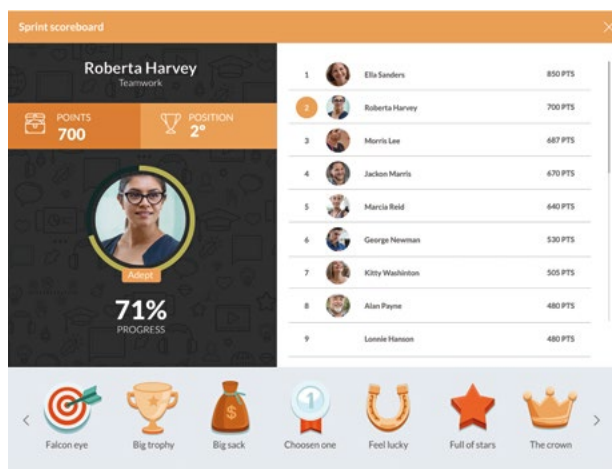 Sprint scoreboard
Roberta Harvey
Teamwork
POINTS
700
POSITION
2º
Adept
71%
PROGRESS
1 Ella Sanders 850 PTS
2 Roberta Harvey 700 PTS
3 Morris Lee 687 PTS
4 Jackon Marris 670 PTS
5 Marcia Reid 640 PTS
6 George Newman 530 PTS
7 Kitty Washinton 505 PTS
8 Alan Payne 480 PTS
9 Lonnie Hanson 480 PTS
$
1
Falcon eye
Big trophy
Big sack
Choosen one
Feel lucky
Full of stars
The crown